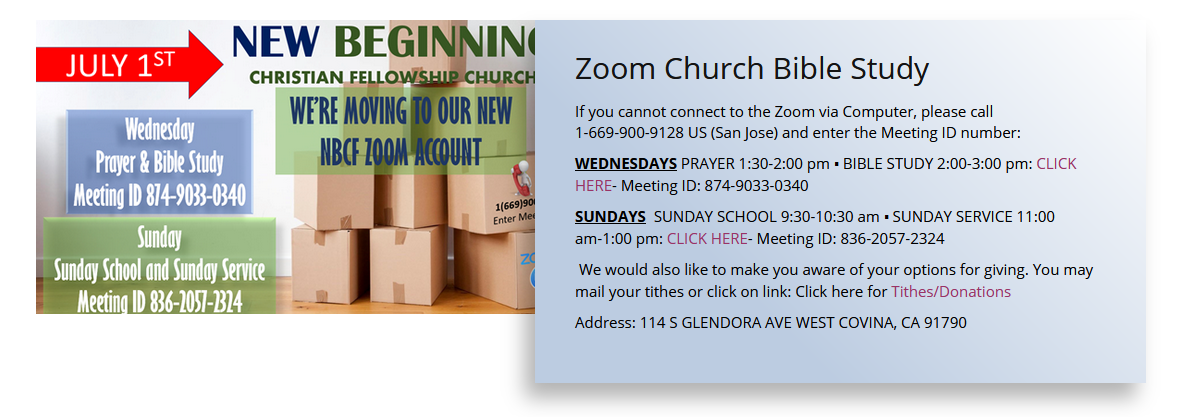 JULY 1ST
NEW BEGINNING
CHRISTIAN FELLOWSHIP CHURCH
WE'RE MOVING TO OUR NEW
NBCF ZOOM ACCOUNT
Wednesday
Prayer & Bible Study
Meeting ID 874-9033-0340
Sunday
Sunday School and Sunday Service
Meeting ID 836-2057-2324
1(669)900
Enter
Zoom Church Bible Study
If you cannot connect to the Zoom via Computer, please call
1-669-900-9128 US (San Jose) and enter the Meeting ID number:
WEDNESDAYS PRAYER 1:30-2:00 pm ▪ BIBLE STUDY 2:00-3:00 pm: CLICK
HERE- Meeting ID: 874-9033-0340
SUNDAYS  SUNDAY SCHOOL 9:30-10:30 am ▪ SUNDAY SERVICE 11:00
am-1:00 pm: CLICK HERE- Meeting ID: 836-2057-2324
We would also like to make you aware of your options for giving. You may
mail your tithes or click on link: Click here for Tithes/Donations
Address: 114 S GLENDORA AVE WEST COVINA, CA 91790